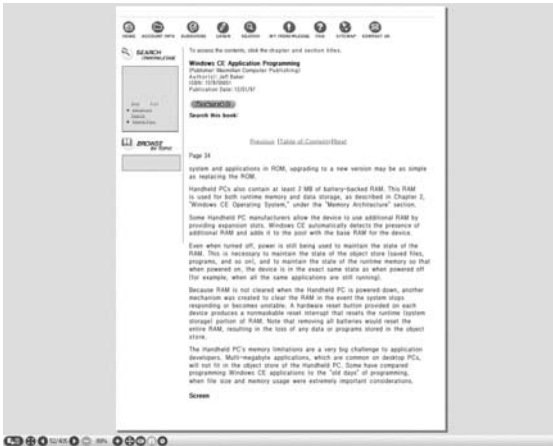 HOME ACCOUNT INFO SUBSCRIBE LOGIN SEARCH MY ITKNOWLEDGE FAQ SITEMAP CONTACT US
SEARCH
ITKNOWLEDGE
To access the contents, click the chapter and section titles.
Windows CE Application Programming
(Publisher: Macmillan Computer Publishing)
Author(s): Jeff Baker
Publication Date: 12/01/97
Search this book:
BROWSE
BY TOPIC
Previous |Table of Contents|Next
Page 34
system and applications in ROM, upgrading to a new version may be as simple
as replacing the ROM.
Handheld PCs also contain at least 2 MB of battery-backed RAM. This RAM
is used for both runtime memory and data storage, as described in Chapter 2,
"Windows CE Operating System," under the "Memory Architecture" section.
Some Handheld PC manufacturers allow the device to use additional RAM by
providing expansion slots. Windows CE automatically detects the presence of
additional RAM and adds it to the pool with the base RAM for the device.
Even when turned off, power is still being used to maintain the state of the
RAM. This is necessary to maintain the state of the object store (saved files,
programs, and so on), and to maintain the state of the runtime memory so that
when powered on, the device is in the exact same state as when powered off
(for example, when all the same applications are still running).
Because RAM is not cleared when the Handheld PC is powered down, another
mechanism was created to clear the RAM in the event the system stops
responding or becomes unstable. A hardware reset button provided on each
device produces a nonmaskable reset interrupt that resets the runtime (system
storage) portion of RAM. Note that removing all batteries would reset the
entire RAM, resulting in the loss of any data or programs stored in the object
store.
The Handheld PC's memory limitations are a very big challenge to application
developers. Multi-megabyte applications, which are common on desktop PCs,
will not fit in the object store of the Handheld PC. Some have compared
programming Windows CE applications to the "old days" of programming,
when file size and memory usage were extremely important considerations.
Screen